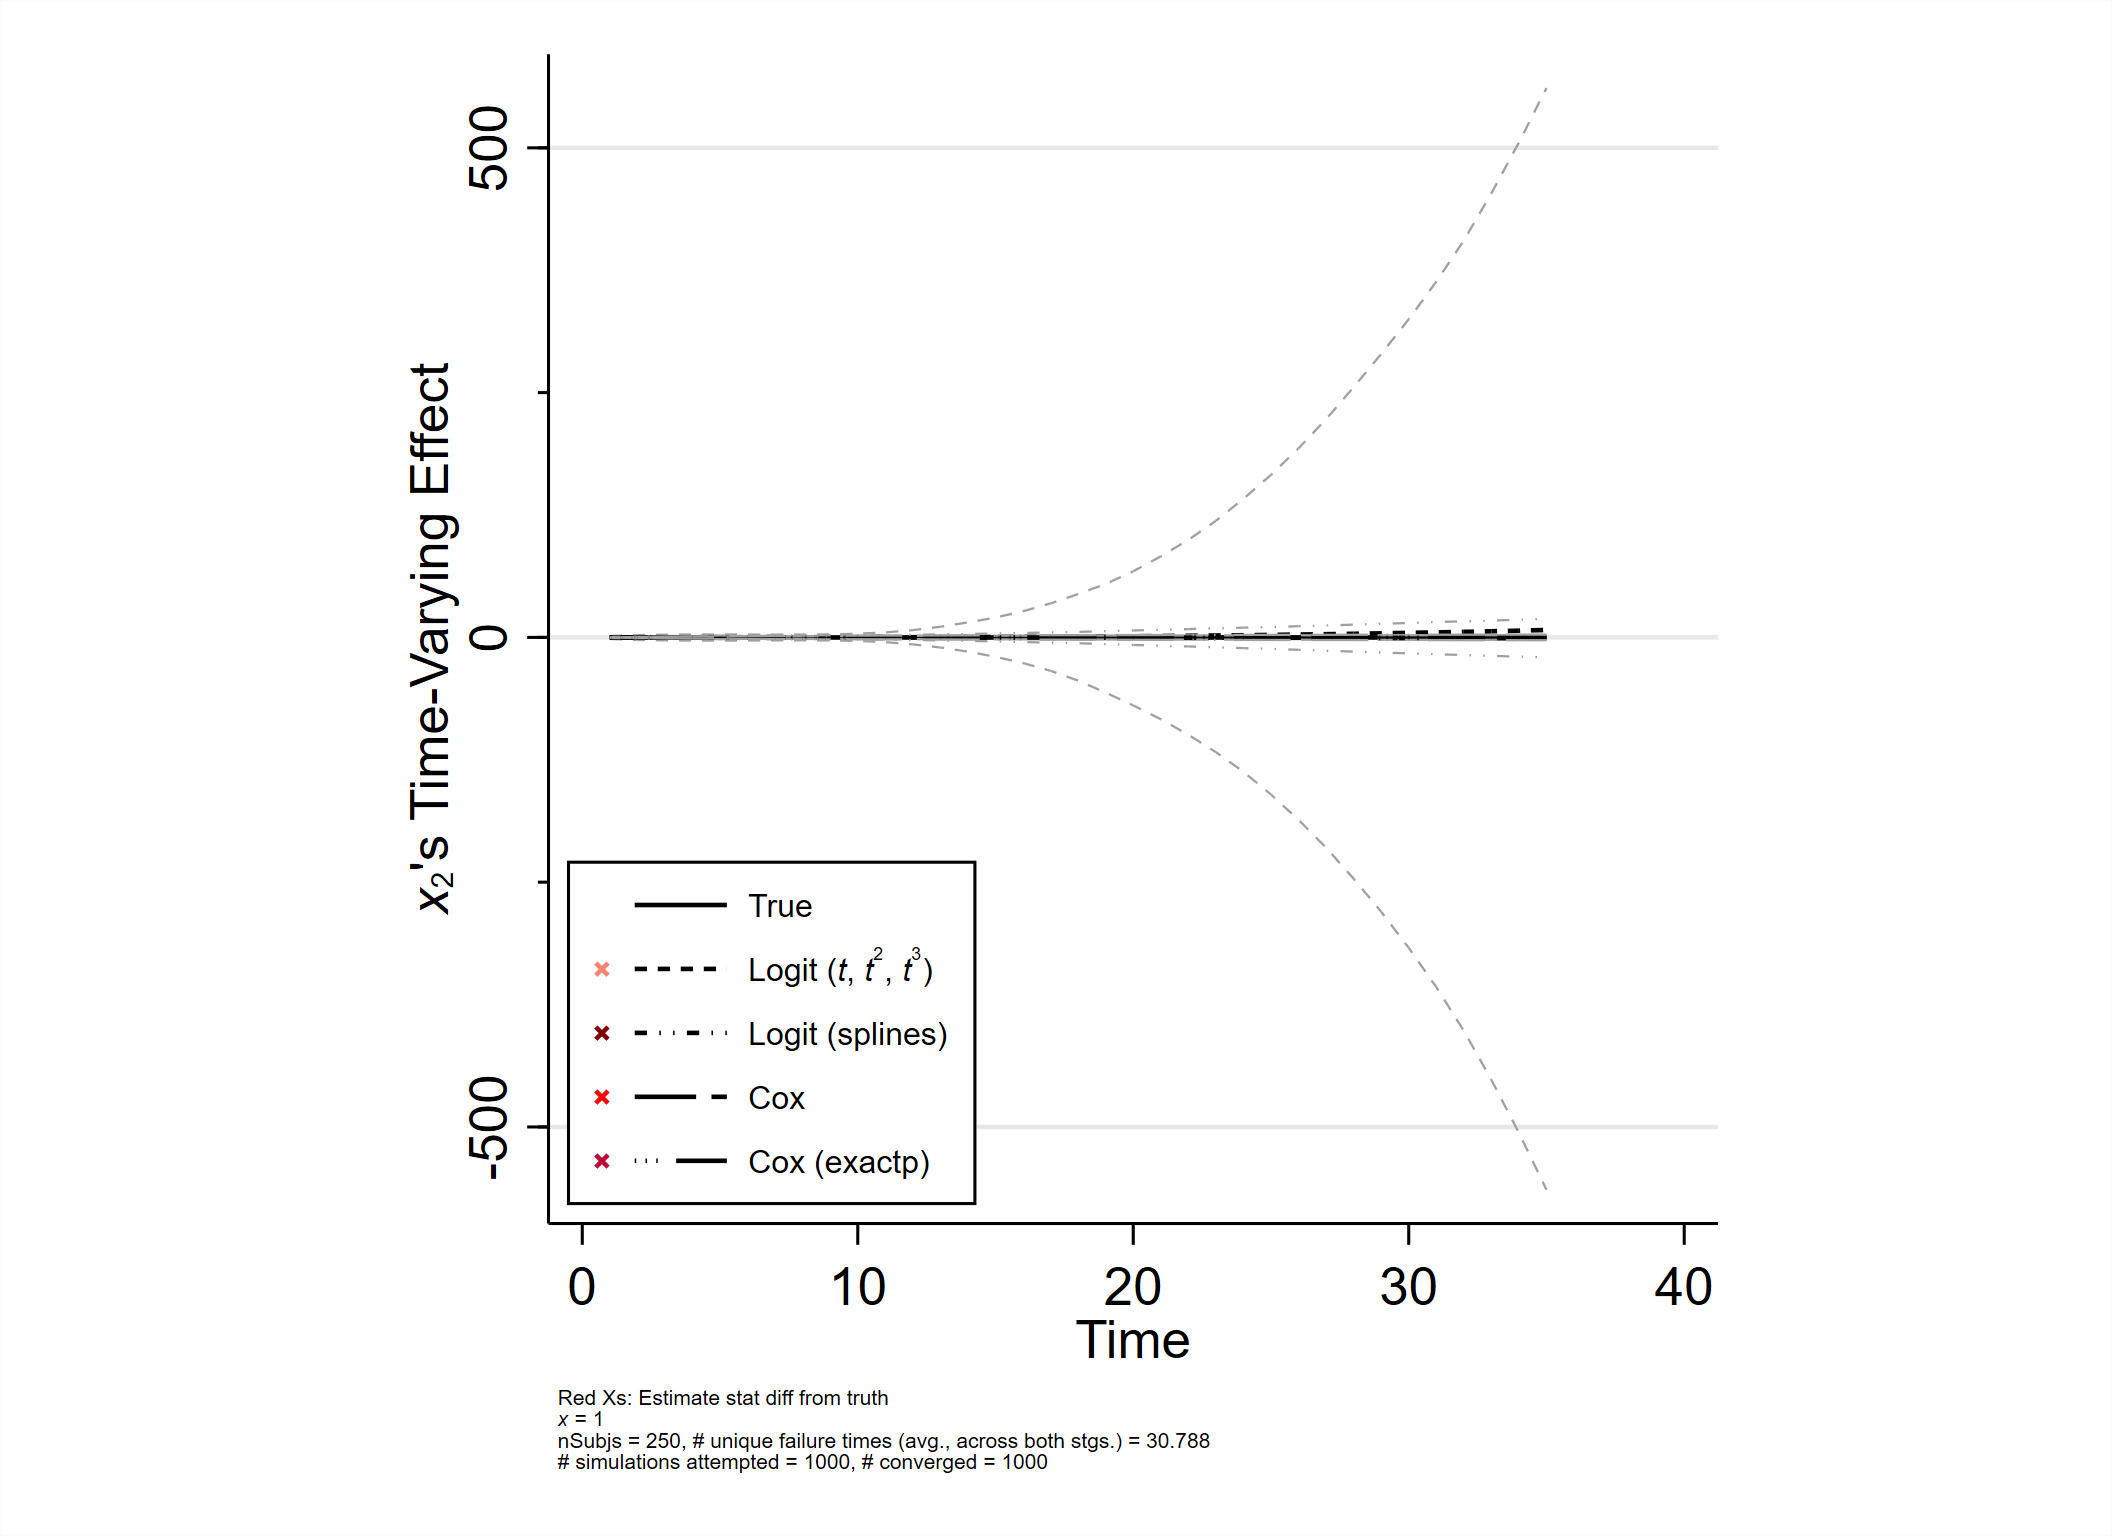 x₂'s Time-Varying Effect
500
0
-500
True
Logit (t, t², t³)
Logit (splines)
Cox
Cox (exactp)
0 10 20 30 40
Time
Red Xs: Estimate stat diff from truth
x = 1
nSubjs = 250, # unique failure times (avg., across both stgs.) = 30.788
# simulations attempted = 1000, # converged = 1000